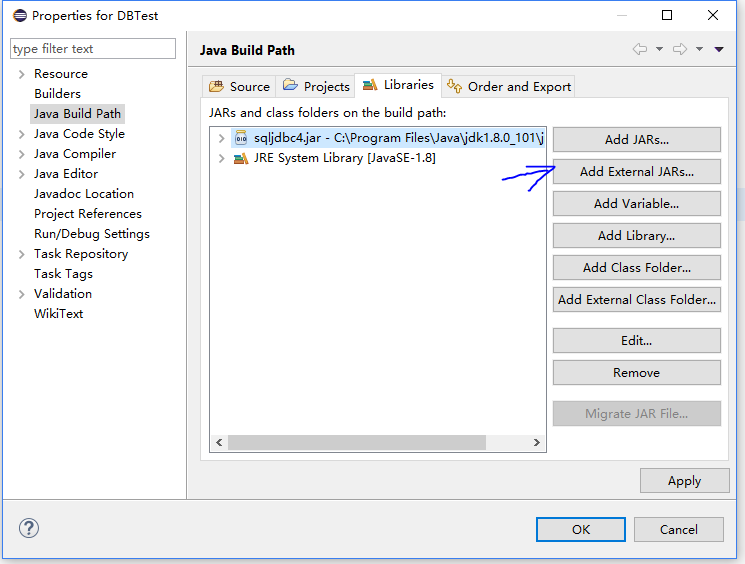 Properties for DBTest
type filter text
Resource
Builders
Java Build Path
Java Code Style
Java Compiler
Java Editor
Javadoc Location
Project References
Run/Debug Settings
Task Repository
Task Tags
Validation
WikiText
Java Build Path
Source
Projects
Libraries
Order and Export
JARs and class folders on the build path:
sqljdbc4.jar - C:\Program Files\Java\jdk1.8.0_101\j
JRE System Library [JavaSE-1.8]
Add JARs...
Add External JARs...
Add Variable...
Add Library...
Add Class Folder...
Add External Class Folder...
Edit...
Remove
Migrate JAR File...
Apply
?
OK
Cancel